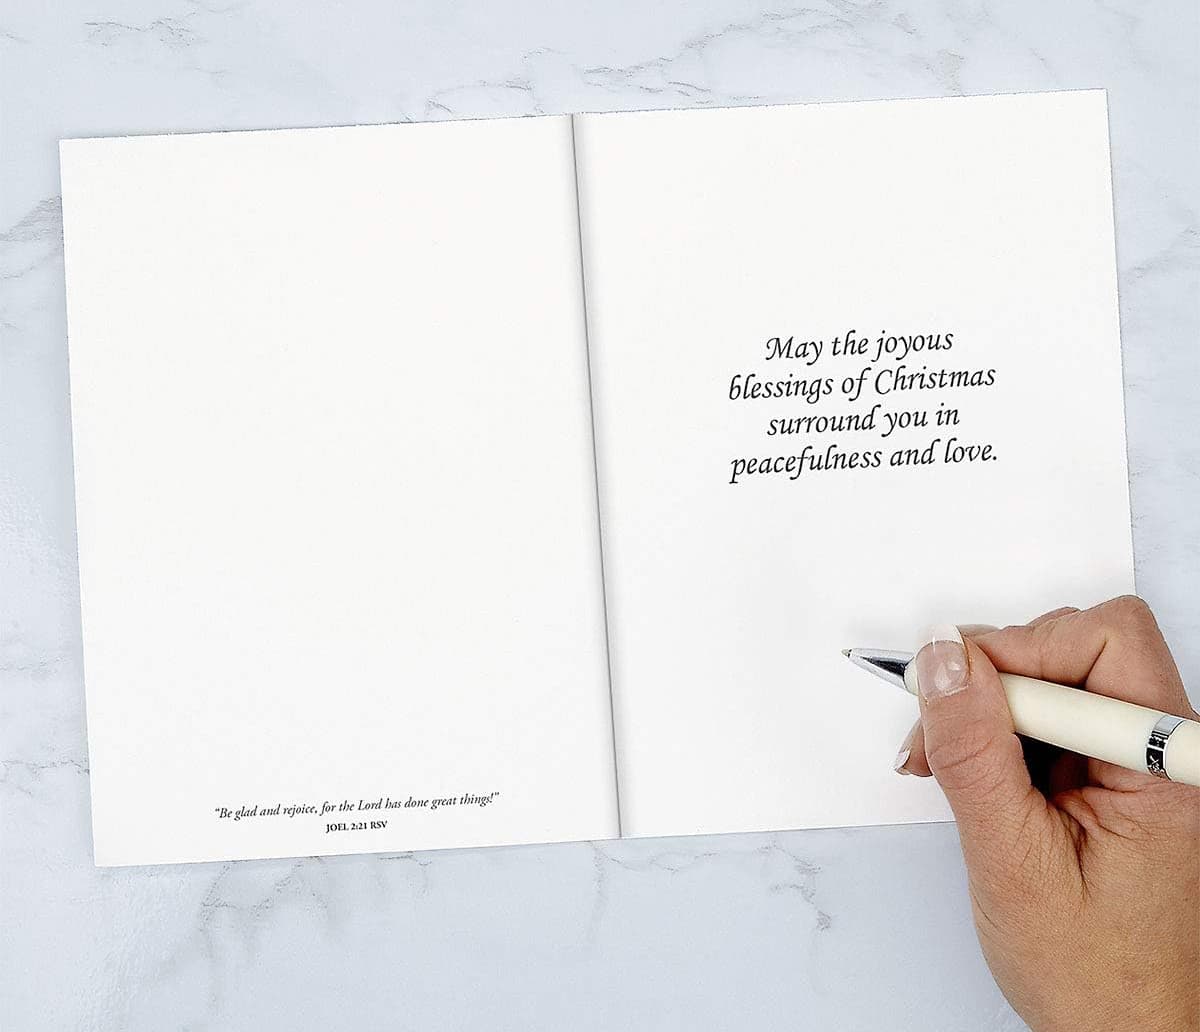 May the joyous
blessings of Christmas
surround you in
peacefulness and love.
“Be glad and rejoice, for the Lord has done great things!”
JOEL 2:21 RSV